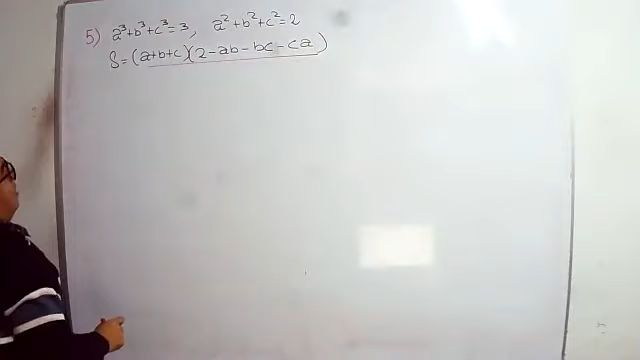 5) a³+b³+c³=3, a²+b²+c²=2
S=(a+b+c)(2-ab-bc-ca)